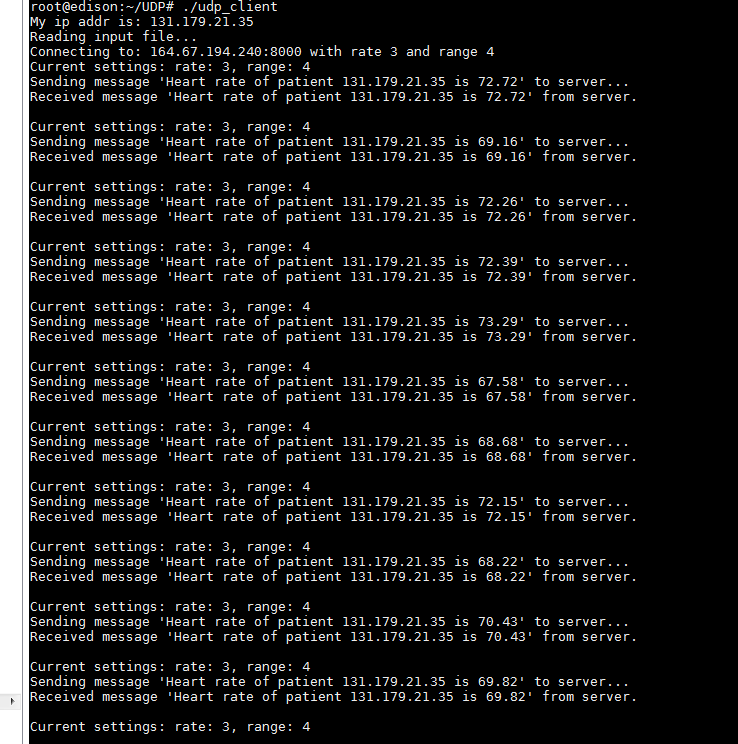 root@edison:~/UDP# ./udp_client
My ip addr is: 131.179.21.35
Reading input file...
Connecting to: 164.67.194.240:8000 with rate 3 and range 4
Current settings: rate: 3, range: 4
Sending message 'Heart rate of patient 131.179.21.35 is 72.72' to server...
Received message 'Heart rate of patient 131.179.21.35 is 72.72' from server.
Current settings: rate: 3, range: 4
Sending message 'Heart rate of patient 131.179.21.35 is 69.16' to server...
Received message 'Heart rate of patient 131.179.21.35 is 69.16' from server.
Current settings: rate: 3, range: 4
Sending message 'Heart rate of patient 131.179.21.35 is 72.26' to server...
Received message 'Heart rate of patient 131.179.21.35 is 72.26' from server.
Current settings: rate: 3, range: 4
Sending message 'Heart rate of patient 131.179.21.35 is 72.39' to server...
Received message 'Heart rate of patient 131.179.21.35 is 72.39' from server.
Current settings: rate: 3, range: 4
Sending message 'Heart rate of patient 131.179.21.35 is 73.29' to server...
Received message 'Heart rate of patient 131.179.21.35 is 73.29' from server.
Current settings: rate: 3, range: 4
Sending message 'Heart rate of patient 131.179.21.35 is 67.58' to server...
Received message 'Heart rate of patient 131.179.21.35 is 67.58' from server.
Current settings: rate: 3, range: 4
Sending message 'Heart rate of patient 131.179.21.35 is 68.68' to server...
Received message 'Heart rate of patient 131.179.21.35 is 68.68' from server.
Current settings: rate: 3, range: 4
Sending message 'Heart rate of patient 131.179.21.35 is 72.15' to server...
Received message 'Heart rate of patient 131.179.21.35 is 72.15' from server.
Current settings: rate: 3, range: 4
Sending message 'Heart rate of patient 131.179.21.35 is 68.22' to server...
Received message 'Heart rate of patient 131.179.21.35 is 68.22' from server.
Current settings: rate: 3, range: 4
Sending message 'Heart rate of patient 131.179.21.35 is 70.43' to server...
Received message 'Heart rate of patient 131.179.21.35 is 70.43' from server.
Current settings: rate: 3, range: 4
Sending message 'Heart rate of patient 131.179.21.35 is 69.82' to server...
Received message 'Heart rate of patient 131.179.21.35 is 69.82' from server.
Current settings: rate: 3, range: 4